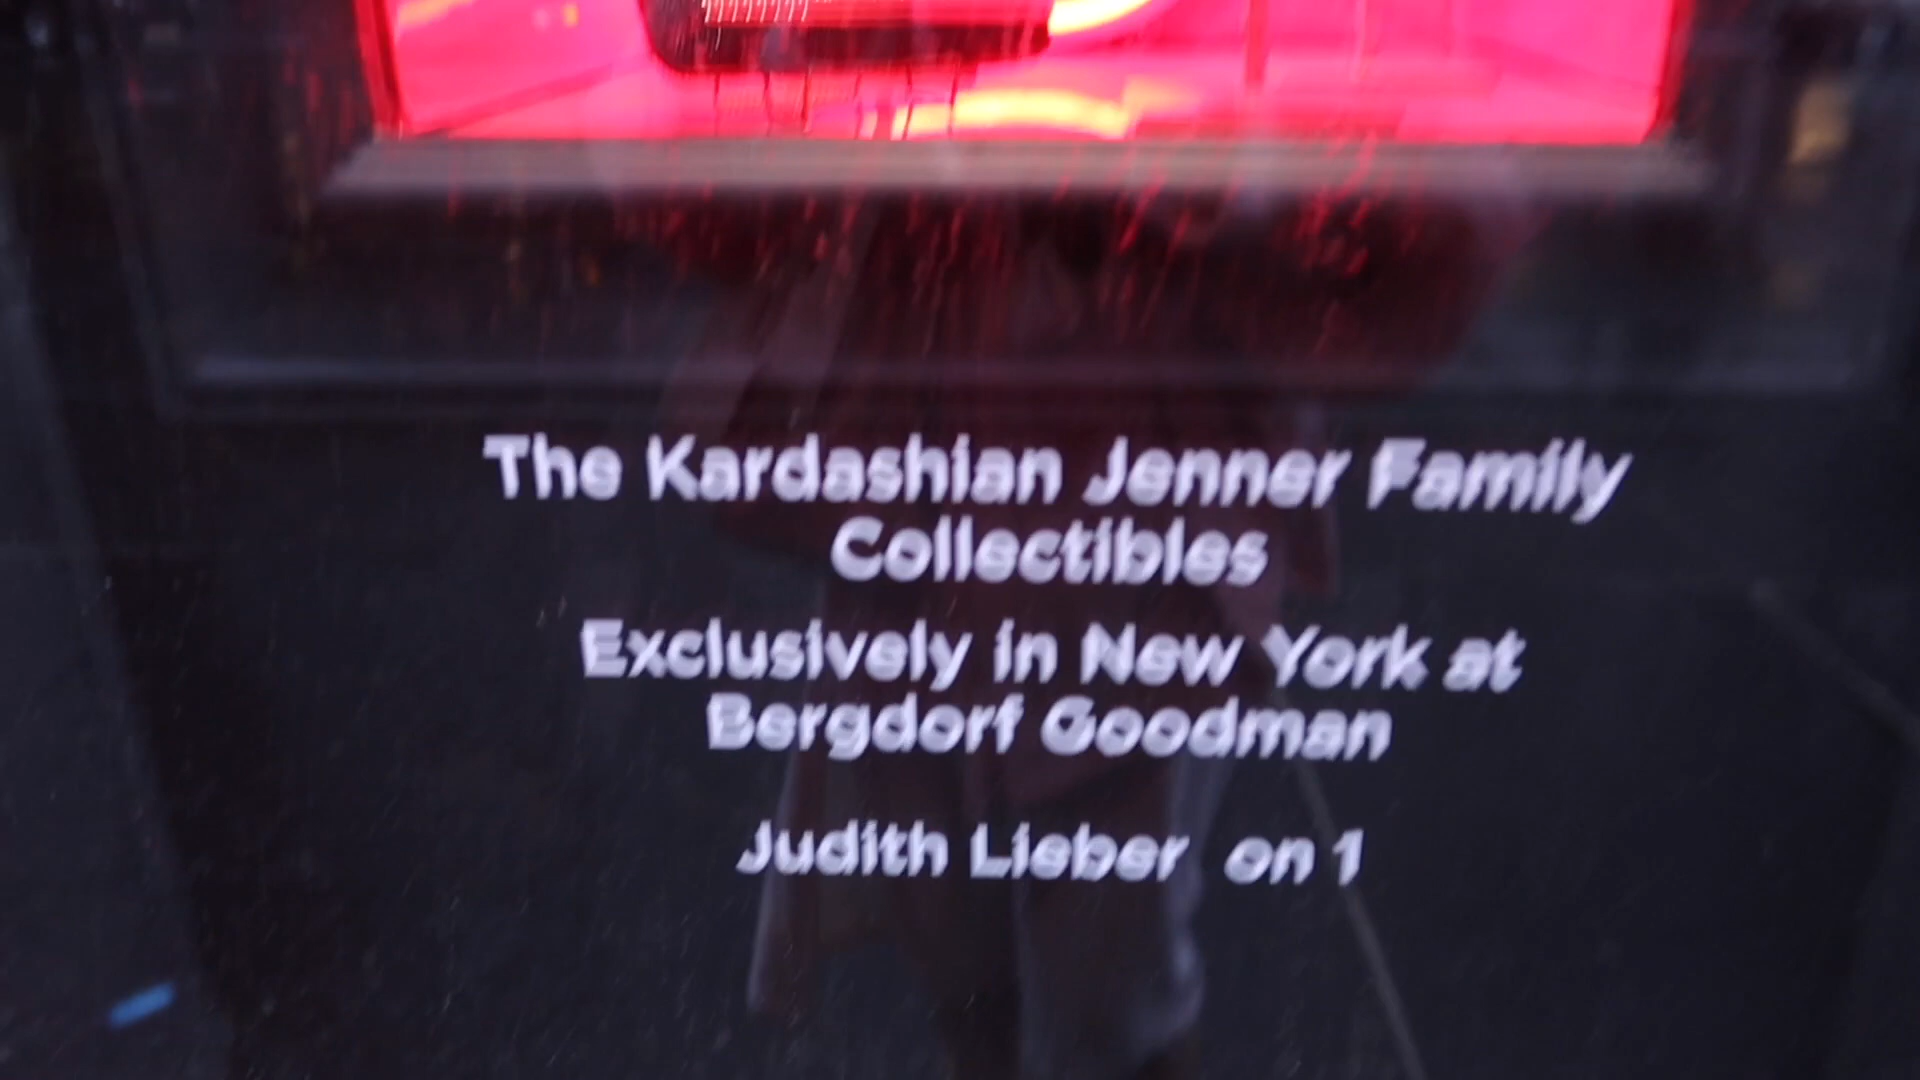 The Kardashian Jenner Family
Collectibles
Exclusively in New York at
Bergdorf Goodman
Judith Lieber on 1